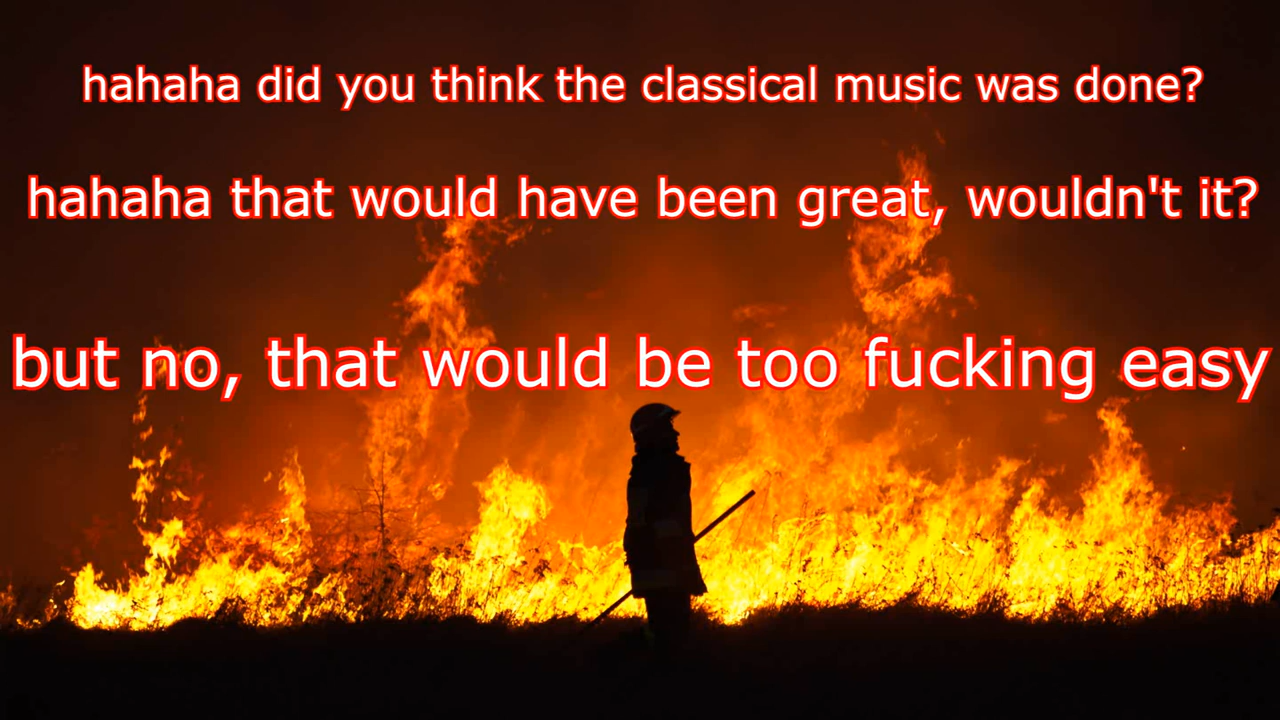 hahaha did you think the classical music was done?
hahaha that would have been great, wouldn't it?
but no, that would be too fucking easy